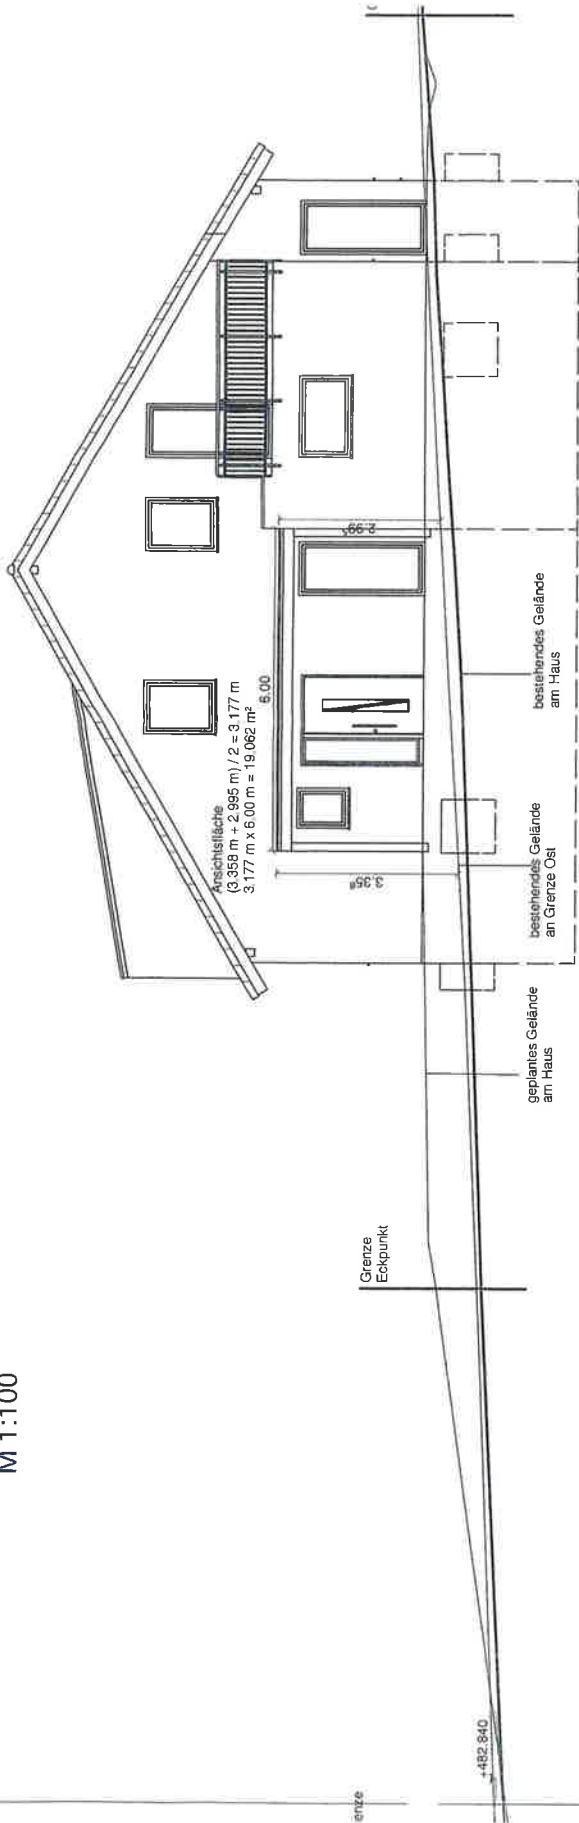 M 1:100
Ansichtsfläche
(3.358 m + 2.995 m) / 2 = 3.177 m
3.177 m x 6.00 m = 19.062 m²
6.00
2.99⁵
3.35⁸
Grenze
Eckpunkt
geplantes Gelände
am Haus
bestehendes Gelände
an Grenze Ost
bestehendes Gelände
am Haus
+482.840
enze